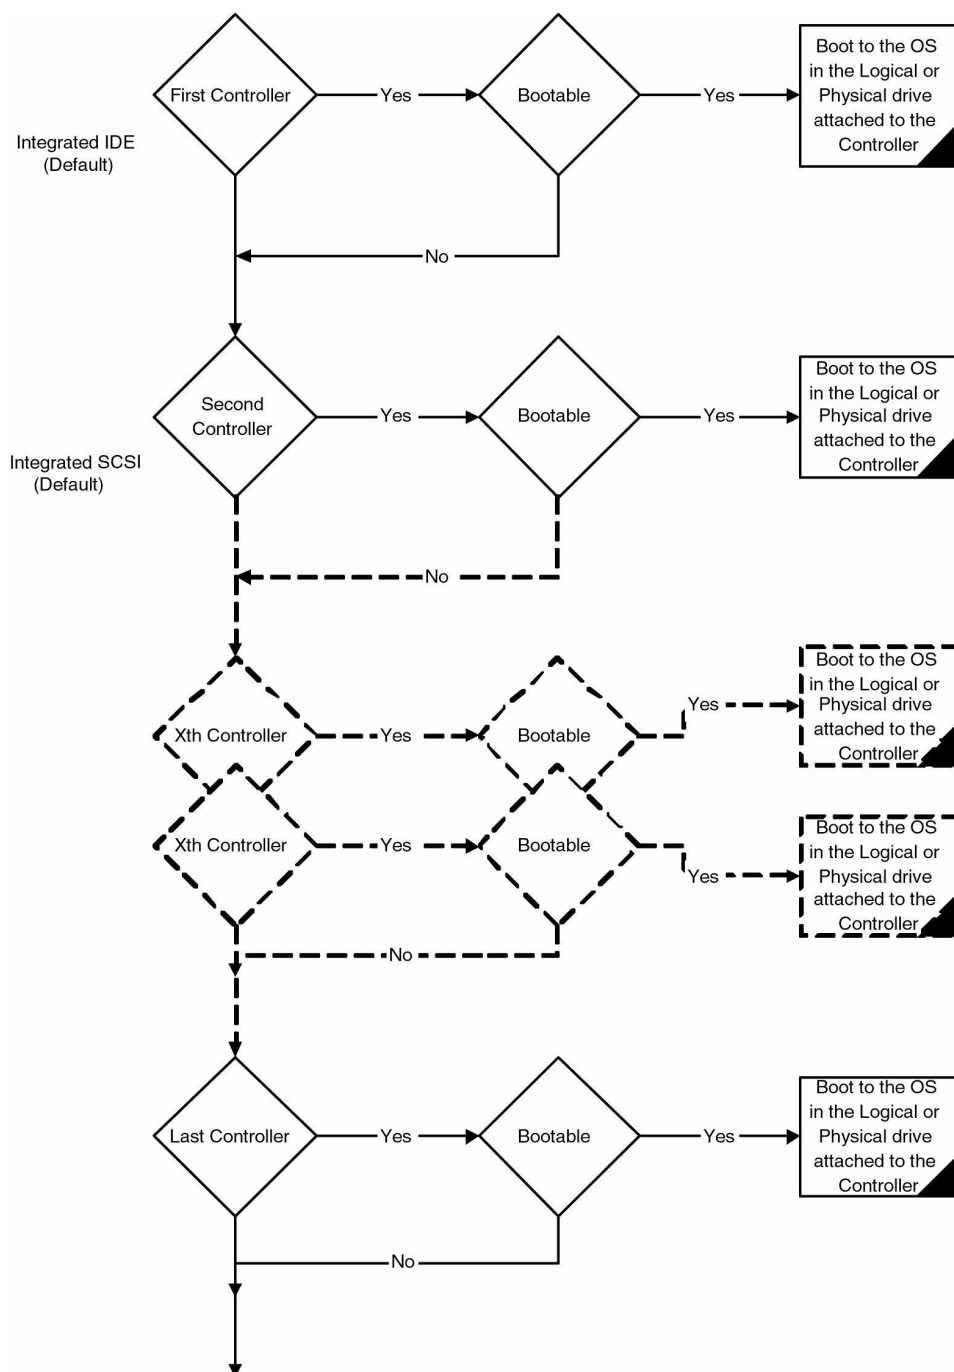 First Controller
Yes
Bootable
Yes
Boot to the OS
in the Logical or
Physical drive
attached to the
Controller
Integrated IDE
(Default)
No
Second
Controller
Yes
Bootable
Yes
Boot to the OS
in the Logical or
Physical drive
attached to the
Controller
Integrated SCSI
(Default)
No
Xth Controller
Yes
Bootable
Yes
Boot to the OS
in the Logical or
Physical drive
attached to the
Controller
Xth Controller
Yes
Bootable
Yes
Boot to the OS
in the Logical or
Physical drive
attached to the
Controller
No
Last Controller
Yes
Bootable
Yes
Boot to the OS
in the Logical or
Physical drive
attached to the
Controller
No